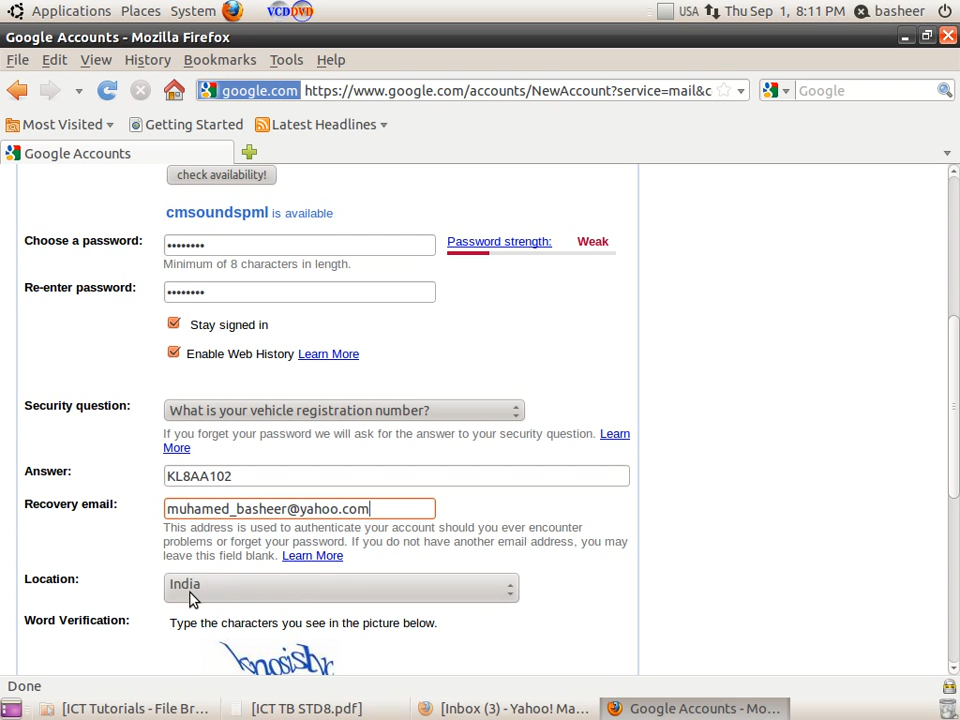 Applications Places System VCD DVD USA Thu Sep 1, 8:11 PM basheer
Google Accounts - Mozilla Firefox
File Edit View History Bookmarks Tools Help
google.com https://www.google.com/accounts/NewAccount?service=mail&c Google
Most Visited Getting Started Latest Headlines
Google Accounts
check availability!
cmsoundspml is available
Choose a password: •••••••• Password strength: Weak
Minimum of 8 characters in length.
Re-enter password: ••••••••
Stay signed in
Enable Web History Learn More
Security question: What is your vehicle registration number?
If you forget your password we will ask for the answer to your security question. Learn
More
Answer: KL8AA102
Recovery email: muhamed_basheer@yahoo.com
This address is used to authenticate your account should you ever encounter
problems or forget your password. If you do not have another email address, you may
leave this field blank. Learn More
Location: India
Word Verification: Type the characters you see in the picture below.
Done
[ICT Tutorials - File Br... [ICT TB STD8.pdf] [Inbox (3) - Yahoo! Ma... Google Accounts - Mo...